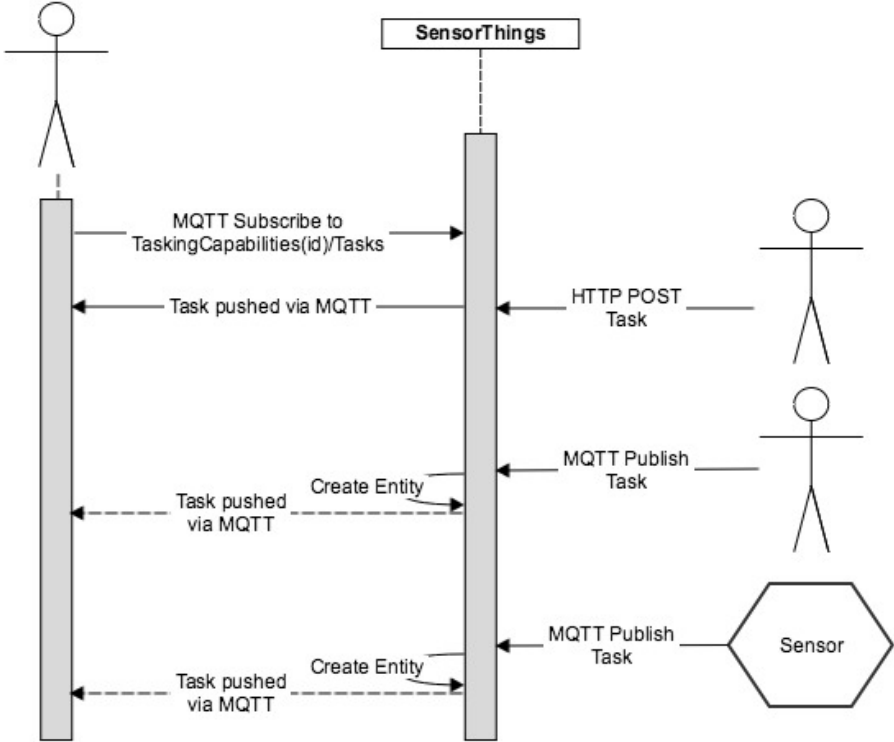 SensorThings
MQTT Subscribe to
TaskingCapabilities(id)/Tasks
Task pushed via MQTT
HTTP POST
Task
MQTT Publish
Task
Create Entity
Task pushed
via MQTT
MQTT Publish
Task
Sensor
Create Entity
Task pushed
via MQTT